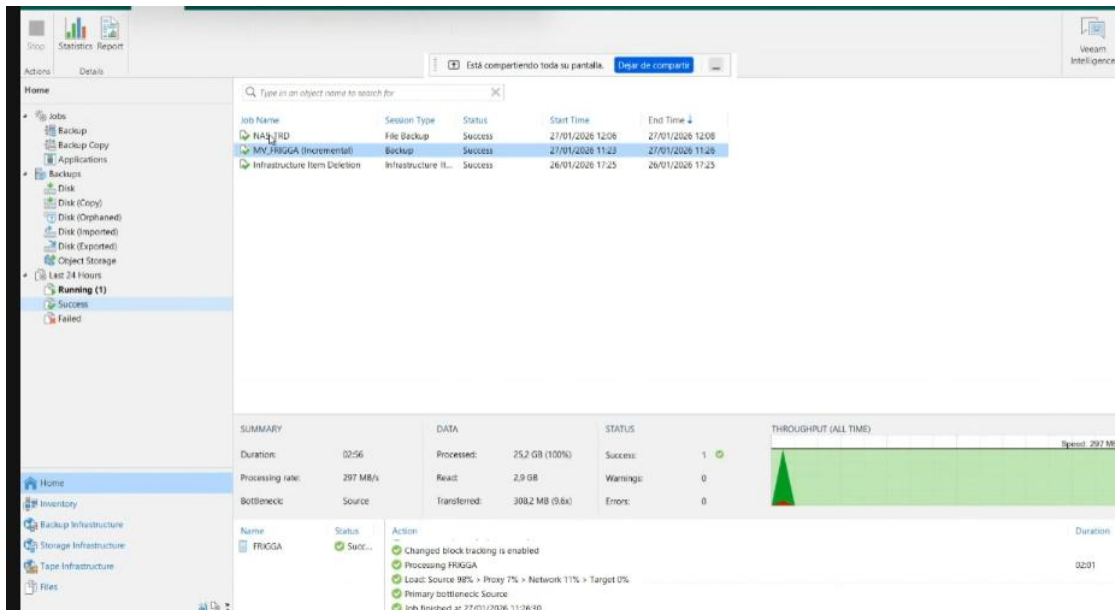 Stop
Statistics Report
Actions Details
Está compartiendo toda su pantalla. Dejar de compartir
Veeam
Intelligence
Home
Type in an object name to search for
Jobs
Backup
Backup Copy
Applications
Backups
Disk
Disk (Copy)
Disk (Orphaned)
Disk (Imported)
Disk (Exported)
Object Storage
Last 24 Hours
Running (1)
Success
Failed
Job Name Session Type Status Start Time End Time
NAS_TRD File Backup Success 27/01/2026 12:06 27/01/2026 12:08
MV_FRIGGA (Incremental) Backup Success 27/01/2026 11:23 27/01/2026 11:26
Infrastructure Item Deletion Infrastructure It... Success 26/01/2026 17:25 26/01/2026 17:25
SUMMARY DATA STATUS THROUGHPUT (ALL TIME)
Speed: 297 MB
Duration: 02:56 Processed: 25,2 GB (100%) Success: 1
Processing rate: 297 MB/s Read: 2,9 GB Warnings: 0
Bottleneck: Source Transferred: 308,2 MB (9.6x) Errors: 0
Home
Inventory
Backup Infrastructure
Storage Infrastructure
Tape Infrastructure
Files
Name Status Action Duration
FRIGGA Succ... Changed block tracking is enabled
Processing FRIGGA 02:01
Load: Source 98% > Proxy 7% > Network 11% > Target 0%
Primary bottleneck: Source
Job finished at 27/01/2026 11:26:30